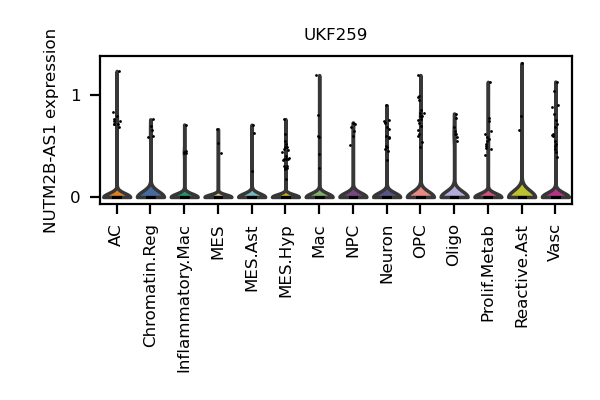 UKF259
NUTM2B-AS1 expression
1
0
AC
Chromatin.Reg
Inflammatory.Mac
MES
MES.Ast
MES.Hyp
Mac
NPC
Neuron
OPC
Oligo
Prolif.Metab
Reactive.Ast
Vasc